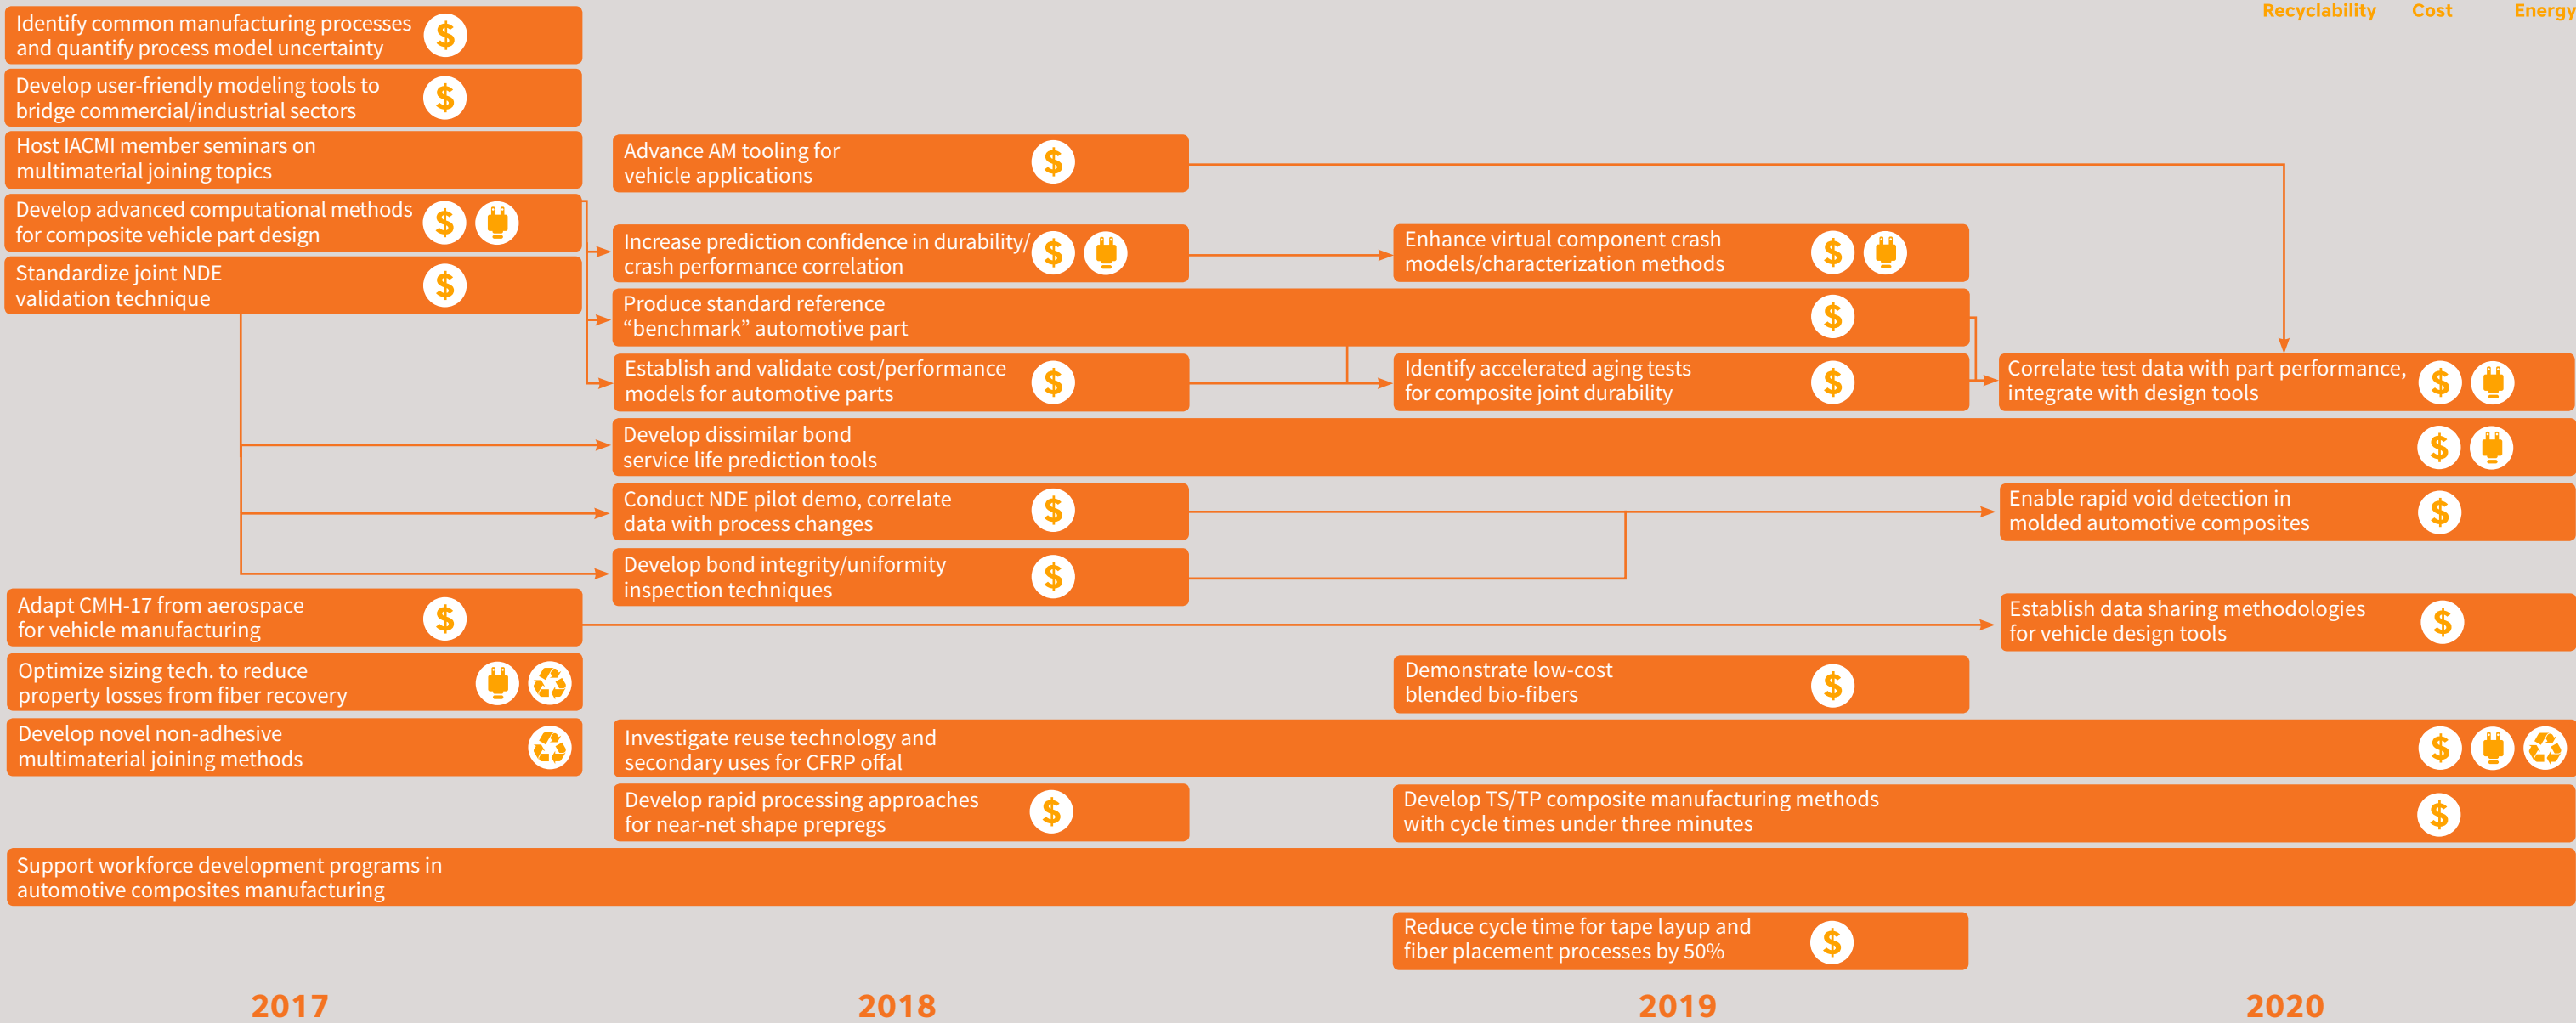 Recyclability Cost Energy
Identify common manufacturing processes
and quantify process model uncertainty
$
Develop user-friendly modeling tools to
bridge commercial/industrial sectors
$
Host IACMI member seminars on
multimaterial joining topics
Advance AM tooling for
vehicle applications
$
Develop advanced computational methods
for composite vehicle part design
$
Increase prediction confidence in durability/
crash performance correlation
$
Enhance virtual component crash
models/characterization methods
$
Standardize joint NDE
validation technique
$
Produce standard reference
“benchmark” automotive part
$
Establish and validate cost/performance
models for automotive parts
$
Identify accelerated aging tests
for composite joint durability
$
Correlate test data with part performance,
integrate with design tools
$
Develop dissimilar bond
service life prediction tools
$
Conduct NDE pilot demo, correlate
data with process changes
$
Enable rapid void detection in
molded automotive composites
$
Develop bond integrity/uniformity
inspection techniques
$
Adapt CMH-17 from aerospace
for vehicle manufacturing
$
Establish data sharing methodologies
for vehicle design tools
$
Optimize sizing tech. to reduce
property losses from fiber recovery
Demonstrate low-cost
blended bio-fibers
$
Develop novel non-adhesive
multimaterial joining methods
Investigate reuse technology and
secondary uses for CFRP offal
$
Develop rapid processing approaches
for near-net shape prepregs
$
Develop TS/TP composite manufacturing methods
with cycle times under three minutes
$
Support workforce development programs in
automotive composites manufacturing
Reduce cycle time for tape layup and
fiber placement processes by 50%
$
2017 2018 2019 2020